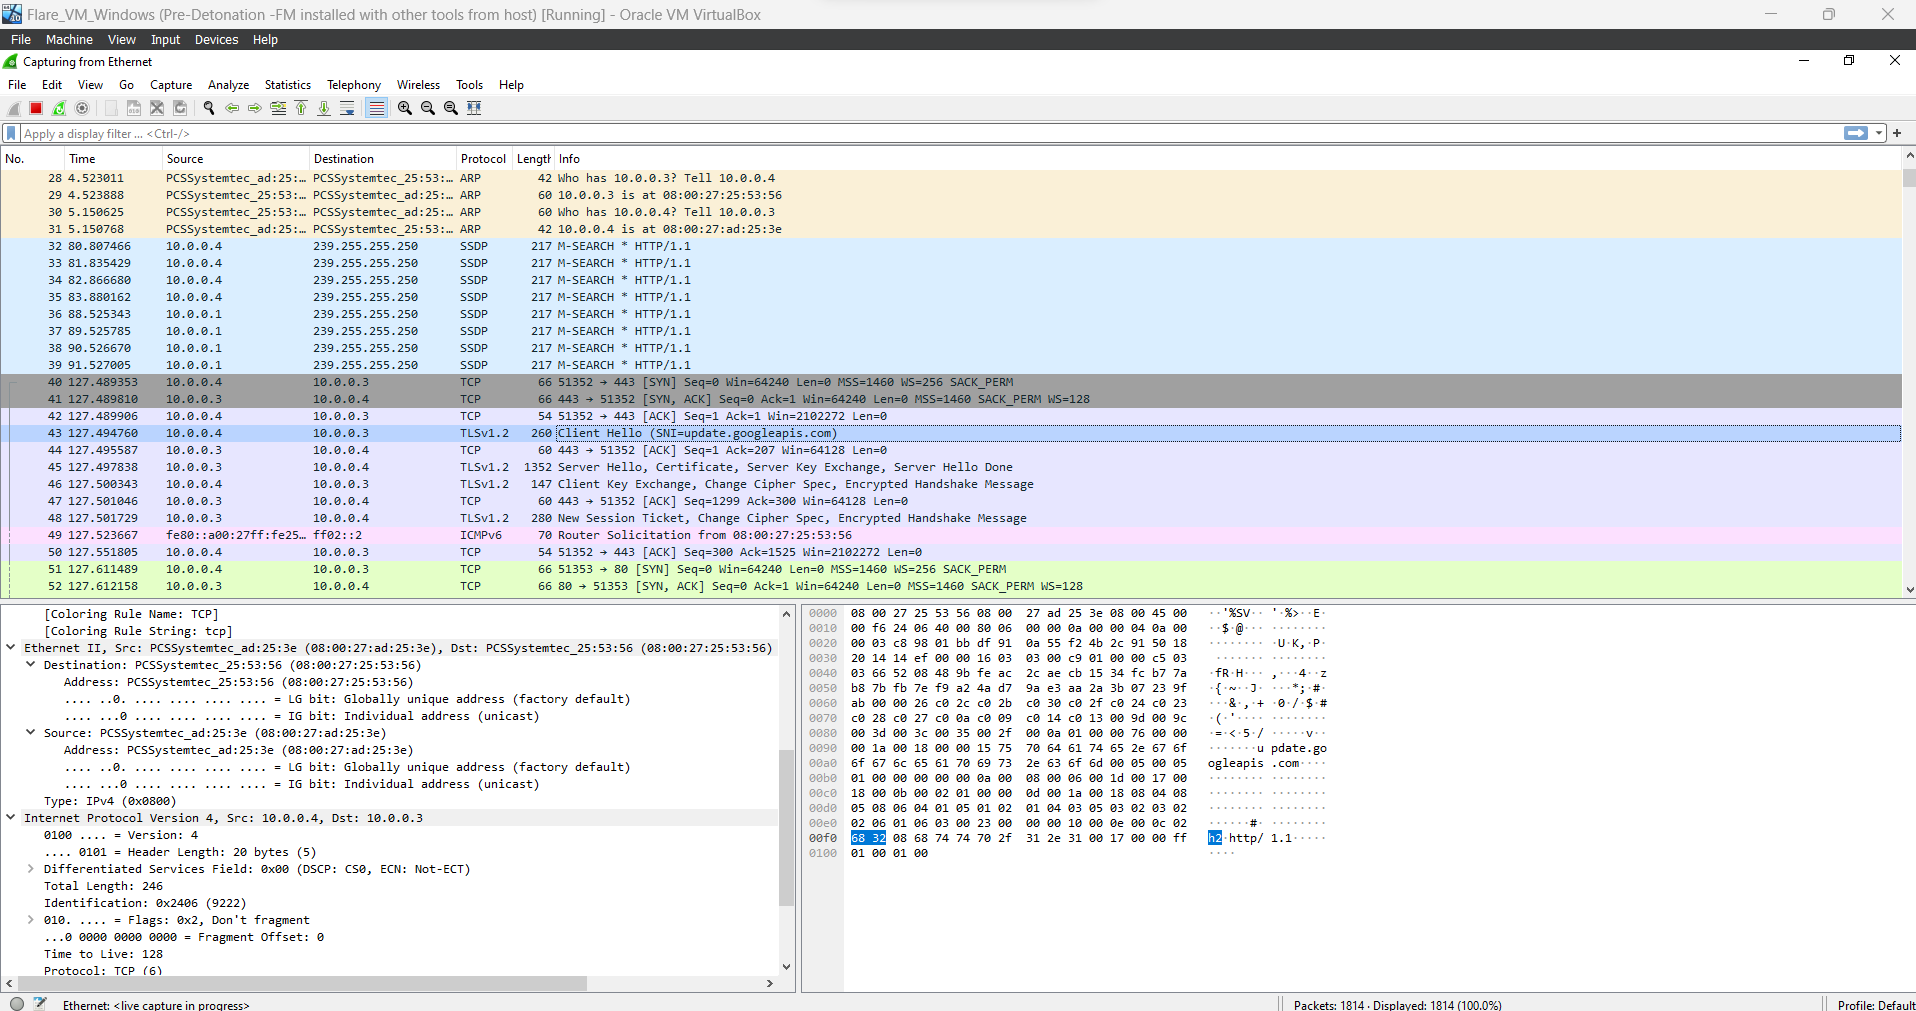 Flare_VM_Windows (Pre-Detonation -FM installed with other tools from host) [Running] - Oracle VM VirtualBox
File Machine View Input Devices Help
Capturing from Ethernet
File Edit View Go Capture Analyze Statistics Telephony Wireless Tools Help
Apply a display filter ... <Ctrl-/>
No. Time Source Destination Protocol Length Info
28 4.523011 PCSSystemtec_ad:25:… PCSSystemtec_25:53:… ARP 42 Who has 10.0.0.3? Tell 10.0.0.4
29 4.523888 PCSSystemtec_25:53:… PCSSystemtec_ad:25:… ARP 60 10.0.0.3 is at 08:00:27:25:53:56
30 5.150625 PCSSystemtec_25:53:… PCSSystemtec_ad:25:… ARP 60 Who has 10.0.0.4? Tell 10.0.0.3
31 5.150768 PCSSystemtec_ad:25:… PCSSystemtec_25:53:… ARP 42 10.0.0.4 is at 08:00:27:ad:25:3e
32 80.807466 10.0.0.4 239.255.255.250 SSDP 217 M-SEARCH * HTTP/1.1
33 81.835429 10.0.0.4 239.255.255.250 SSDP 217 M-SEARCH * HTTP/1.1
34 82.866680 10.0.0.4 239.255.255.250 SSDP 217 M-SEARCH * HTTP/1.1
35 83.880162 10.0.0.4 239.255.255.250 SSDP 217 M-SEARCH * HTTP/1.1
36 88.525343 10.0.0.1 239.255.255.250 SSDP 217 M-SEARCH * HTTP/1.1
37 89.525785 10.0.0.1 239.255.255.250 SSDP 217 M-SEARCH * HTTP/1.1
38 90.526670 10.0.0.1 239.255.255.250 SSDP 217 M-SEARCH * HTTP/1.1
39 91.527005 10.0.0.1 239.255.255.250 SSDP 217 M-SEARCH * HTTP/1.1
40 127.489353 10.0.0.4 10.0.0.3 TCP 66 51352 → 443 [SYN] Seq=0 Win=64240 Len=0 MSS=1460 WS=256 SACK_PERM
41 127.489810 10.0.0.3 10.0.0.4 TCP 66 443 → 51352 [SYN, ACK] Seq=0 Ack=1 Win=64240 Len=0 MSS=1460 SACK_PERM WS=128
42 127.489906 10.0.0.4 10.0.0.3 TCP 54 51352 → 443 [ACK] Seq=1 Ack=1 Win=2102272 Len=0
43 127.494760 10.0.0.4 10.0.0.3 TLSv1.2 260 Client Hello (SNI=update.googleapis.com)
44 127.495587 10.0.0.3 10.0.0.4 TCP 60 443 → 51352 [ACK] Seq=1 Ack=207 Win=64128 Len=0
45 127.497838 10.0.0.3 10.0.0.4 TLSv1.2 1352 Server Hello, Certificate, Server Key Exchange, Server Hello Done
46 127.500343 10.0.0.4 10.0.0.3 TLSv1.2 147 Client Key Exchange, Change Cipher Spec, Encrypted Handshake Message
47 127.501046 10.0.0.3 10.0.0.4 TCP 60 443 → 51352 [ACK] Seq=1299 Ack=300 Win=64128 Len=0
48 127.501729 10.0.0.3 10.0.0.4 TLSv1.2 280 New Session Ticket, Change Cipher Spec, Encrypted Handshake Message
49 127.523667 fe80::a00:27ff:fe25… ff02::2 ICMPv6 70 Router Solicitation from 08:00:27:25:53:56
50 127.551805 10.0.0.4 10.0.0.3 TCP 54 51352 → 443 [ACK] Seq=300 Ack=1525 Win=2102272 Len=0
51 127.611489 10.0.0.4 10.0.0.3 TCP 66 51353 → 80 [SYN] Seq=0 Win=64240 Len=0 MSS=1460 WS=256 SACK_PERM
52 127.612158 10.0.0.3 10.0.0.4 TCP 66 80 → 51353 [SYN, ACK] Seq=0 Ack=1 Win=64240 Len=0 MSS=1460 SACK_PERM WS=128
[Coloring Rule Name: TCP]
[Coloring Rule String: tcp]
Ethernet II, Src: PCSSystemtec_ad:25:3e (08:00:27:ad:25:3e), Dst: PCSSystemtec_25:53:56 (08:00:27:25:53:56)
Destination: PCSSystemtec_25:53:56 (08:00:27:25:53:56)
Address: PCSSystemtec_25:53:56 (08:00:27:25:53:56)
.... ..0. .... .... .... .... = LG bit: Globally unique address (factory default)
.... ...0 .... .... .... .... = IG bit: Individual address (unicast)
Source: PCSSystemtec_ad:25:3e (08:00:27:ad:25:3e)
Address: PCSSystemtec_ad:25:3e (08:00:27:ad:25:3e)
.... ..0. .... .... .... .... = LG bit: Globally unique address (factory default)
.... ...0 .... .... .... .... = IG bit: Individual address (unicast)
Type: IPv4 (0x0800)
Internet Protocol Version 4, Src: 10.0.0.4, Dst: 10.0.0.3
0100 .... = Version: 4
.... 0101 = Header Length: 20 bytes (5)
Differentiated Services Field: 0x00 (DSCP: CS0, ECN: Not-ECT)
Total Length: 246
Identification: 0x2406 (9222)
010. .... = Flags: 0x2, Don't fragment
...0 0000 0000 0000 = Fragment Offset: 0
Time to Live: 128
Protocol: TCP (6)
0000 08 00 27 25 53 56 08 00 27 ad 25 3e 08 00 45 00 ··'%SV·· '·%>··E·
0010 00 f6 24 06 40 00 80 06 00 00 0a 00 00 04 0a 00 ··$·@··· ········
0020 00 03 c8 98 01 bb df 91 0a 55 f2 4b 2c 91 50 18 ········ ·U·K,·P·
0030 20 14 14 ef 00 00 16 03 03 00 c9 01 00 00 c5 03 ········ ········
0040 03 66 52 08 48 9b fe ac 2c ae cb 15 34 fc b7 7a ·fR·H··· ,···4··z
0050 b8 7b fb 7e f9 a2 4a d7 9a e3 aa 2a 3b 07 23 9f ·{·~··J· ···*;·#·
0060 ab 00 00 26 c0 2c c0 2b c0 30 c0 2f c0 24 c0 23 ···&·,·+ ·0·/·$·#
0070 c0 28 c0 27 c0 0a c0 09 c0 14 c0 13 00 9d 00 9c ·(·'···· ········
0080 00 3d 00 3c 00 35 00 2f 00 0a 01 00 00 76 00 00 ·=·<·5·/ ·····v··
0090 00 1a 00 18 00 00 15 75 70 64 61 74 65 2e 67 6f ·······u pdate.go
00a0 6f 67 6c 65 61 70 69 73 2e 63 6f 6d 00 05 00 05 ogleapis .com····
00b0 01 00 00 00 00 00 0a 00 08 00 06 00 1d 00 17 00 ········ ········
00c0 18 00 0b 00 02 01 00 00 0d 00 1a 00 18 08 04 08 ········ ········
00d0 05 08 06 04 01 05 01 02 01 04 03 05 03 02 03 02 ········ ········
00e0 02 06 01 06 03 00 23 00 00 00 10 00 0e 00 0c 02 ······#· ········
00f0 68 32 08 68 74 74 70 2f 31 2e 31 00 17 00 00 ff h2·http/ 1.1·····
0100 01 00 01 00 ····
Ethernet: <live capture in progress>
Packets: 1814 · Displayed: 1814 (100.0%)
Profile: Default